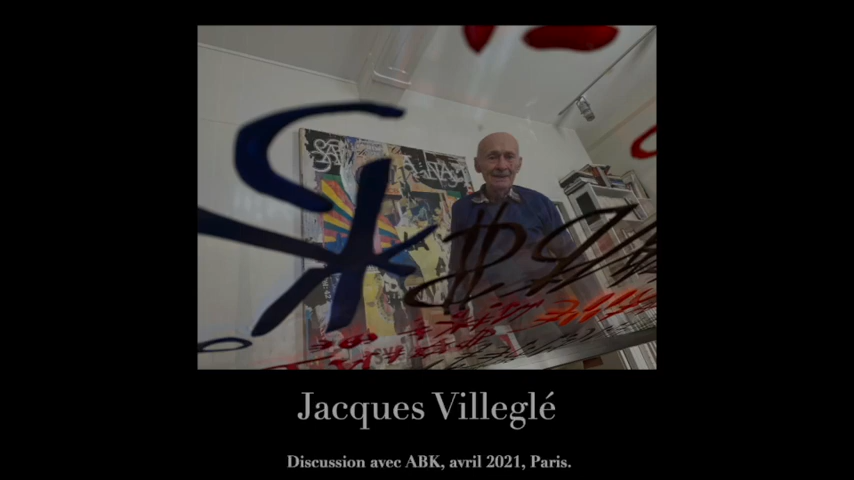 Jacques Villeglé
Discussion avec ABK, avril 2021, Paris.